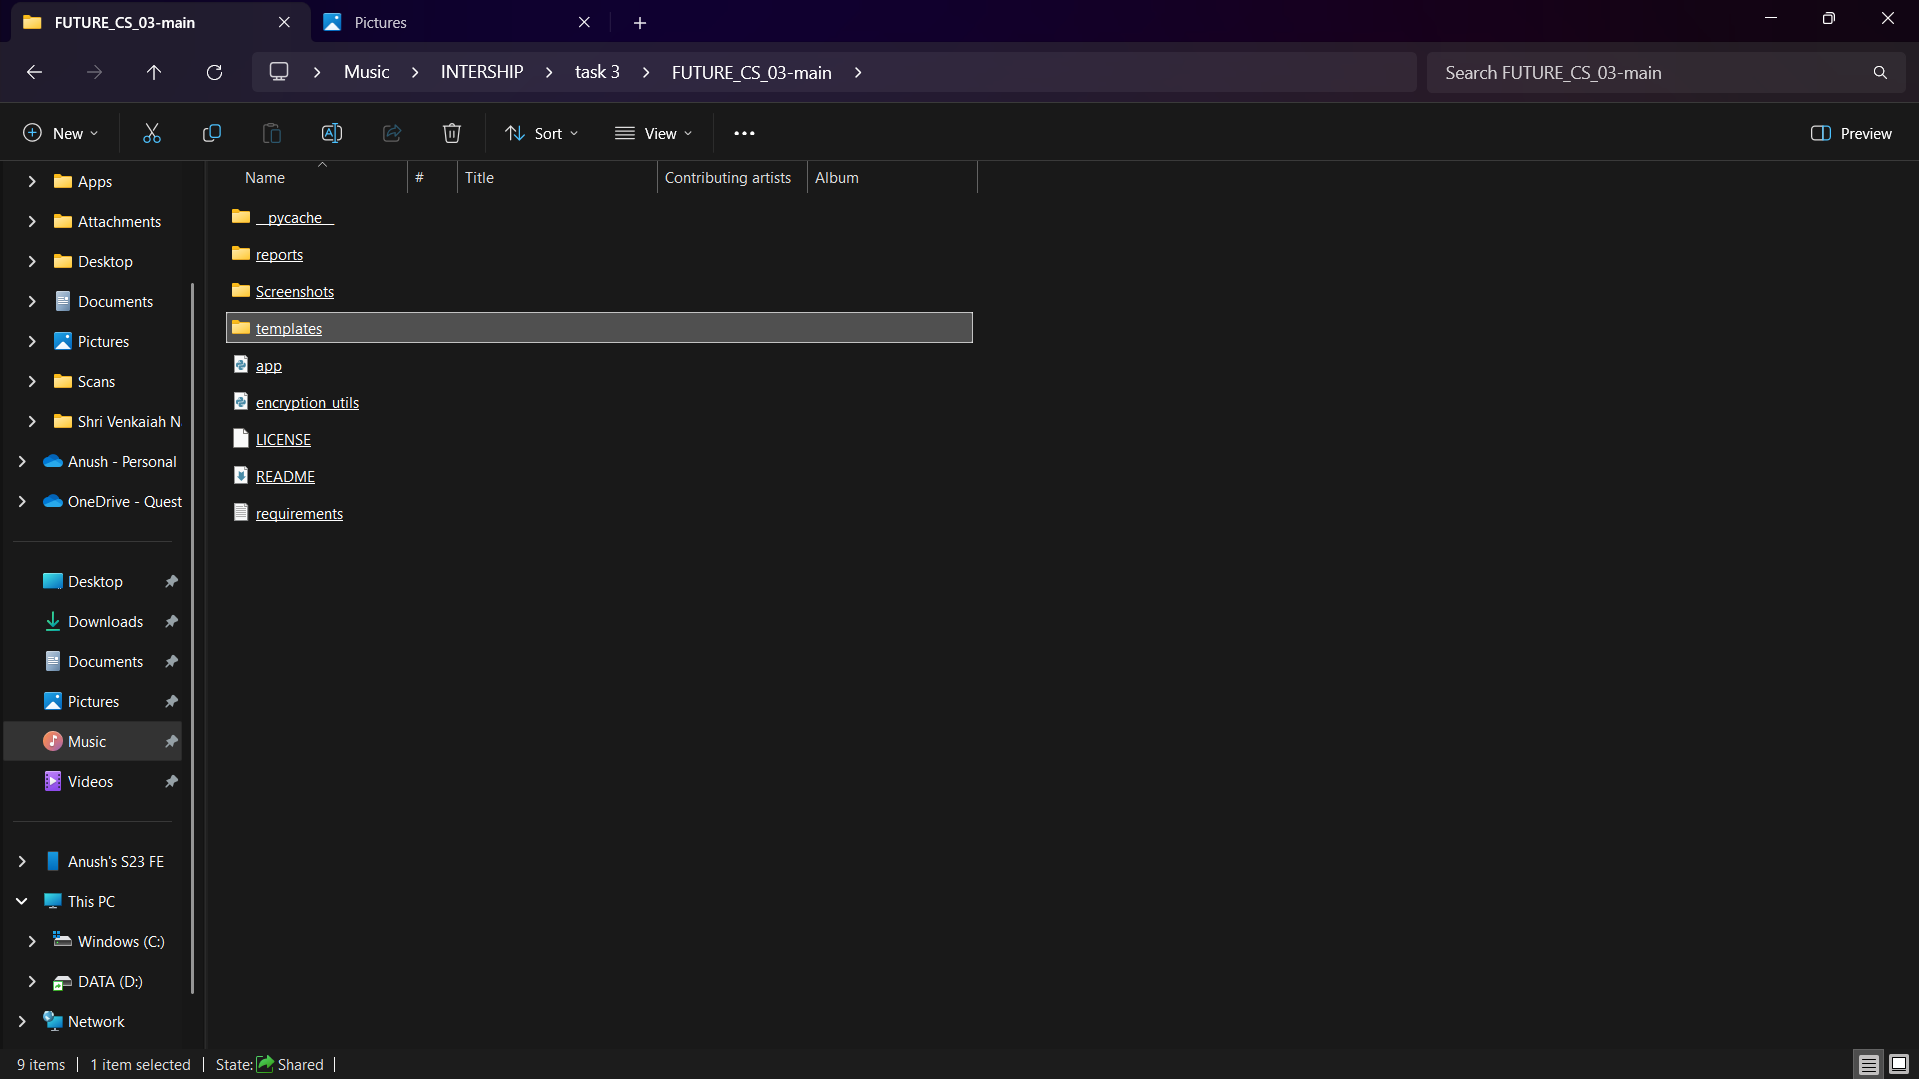 FUTURE_CS_03-main
Pictures
Music
INTERSHIP
task 3
FUTURE_CS_03-main
Search FUTURE_CS_03-main
New
Sort
View
Preview
Name
#
Title
Contributing artists
Album
__pycache__
reports
Screenshots
templates
app
encryption_utils
LICENSE
README
requirements
Apps
Attachments
Desktop
Documents
Pictures
Scans
Shri Venkaiah N
Anush - Personal
OneDrive - Quest
Desktop
Downloads
Documents
Pictures
Music
Videos
Anush's S23 FE
This PC
Windows (C:)
DATA (D:)
Network
9 items
1 item selected
State: Shared